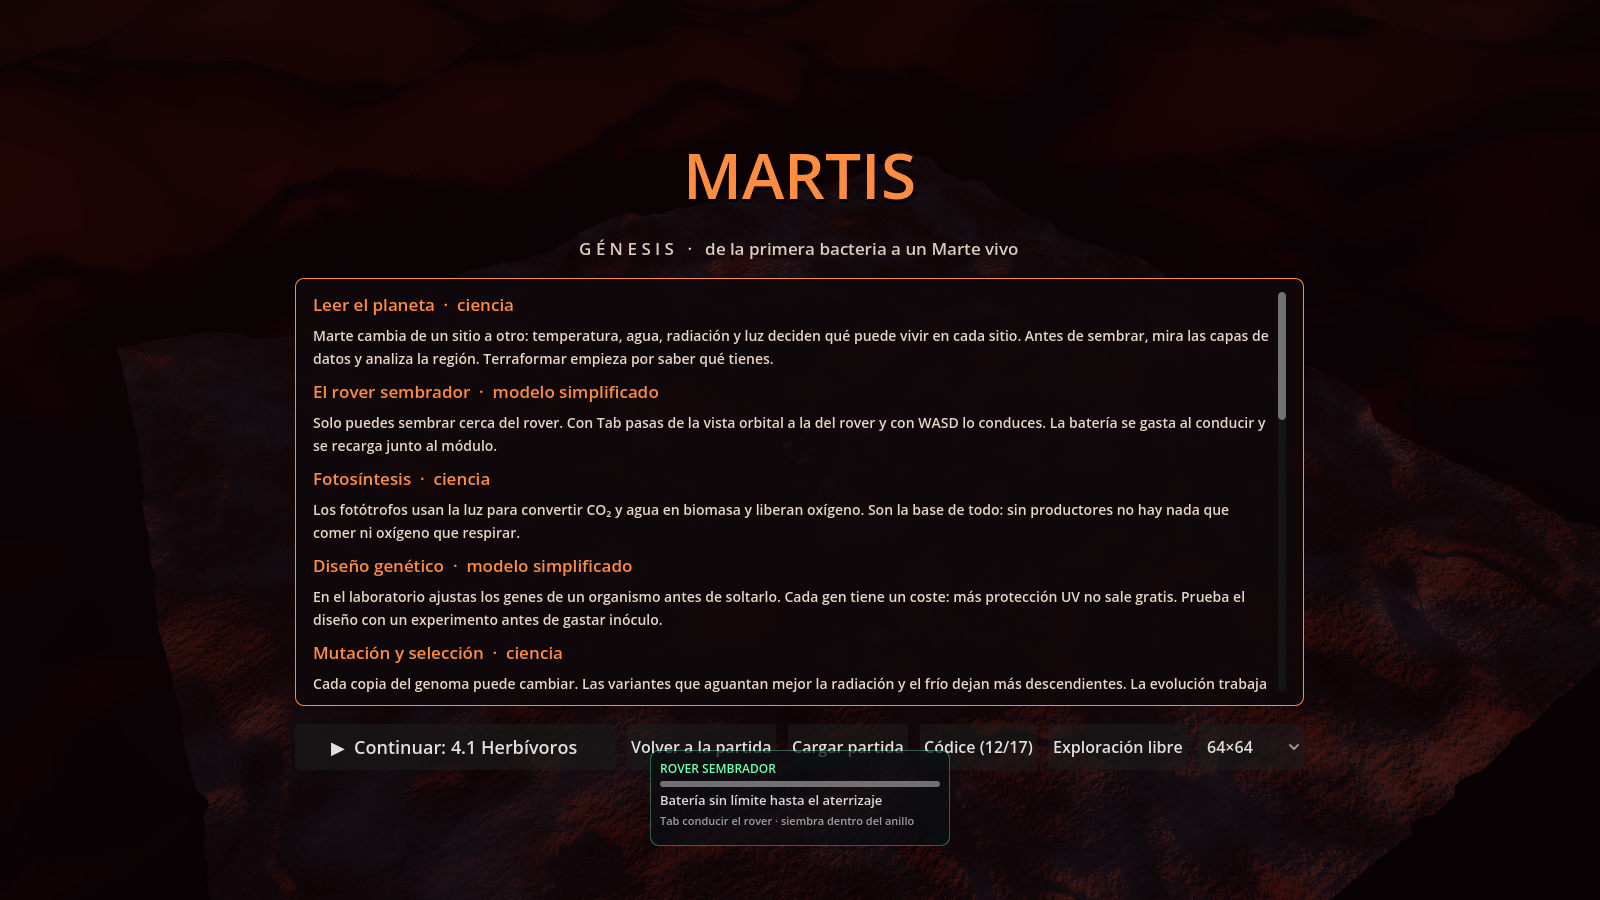 MARTIS
GÉNESIS · de la primera bacteria a un Marte vivo
Leer el planeta · ciencia
Marte cambia de un sitio a otro: temperatura, agua, radiación y luz deciden qué puede vivir en cada sitio. Antes de sembrar, mira las capas de
datos y analiza la región. Terraformar empieza por saber qué tienes.
El rover sembrador · modelo simplificado
Solo puedes sembrar cerca del rover. Con Tab pasas de la vista orbital a la del rover y con WASD lo conduces. La batería se gasta al conducir y
se recarga junto al módulo.
Fotosíntesis · ciencia
Los fotótrofos usan la luz para convertir CO₂ y agua en biomasa y liberan oxígeno. Son la base de todo: sin productores no hay nada que
comer ni oxígeno que respirar.
Diseño genético · modelo simplificado
En el laboratorio ajustas los genes de un organismo antes de soltarlo. Cada gen tiene un coste: más protección UV no sale gratis. Prueba el
diseño con un experimento antes de gastar inóculo.
Mutación y selección · ciencia
Cada copia del genoma puede cambiar. Las variantes que aguantan mejor la radiación y el frío dejan más descendientes. La evolución trabaja
▶ Continuar: 4.1 Herbívoros
Volver a la partida
Cargar partida
Códice (12/17)
Exploración libre
64×64
ROVER SEMBRADOR
Batería sin límite hasta el aterrizaje
Tab conducir el rover · siembra dentro del anillo